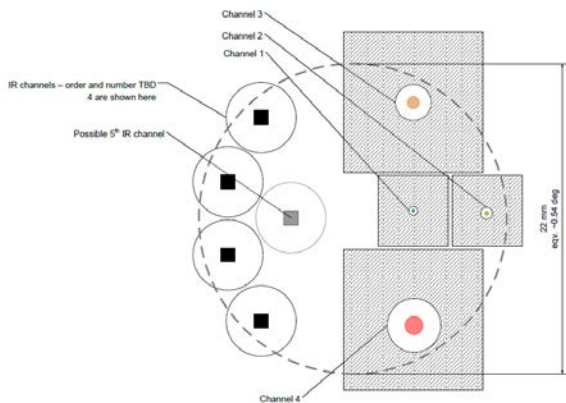 Channel 3
Channel 2
Channel 1
IR channels – order and number TBD
4 are shown here
Possible 5th IR channel
22 mm
eqv. ~0.54 deg
Channel 4